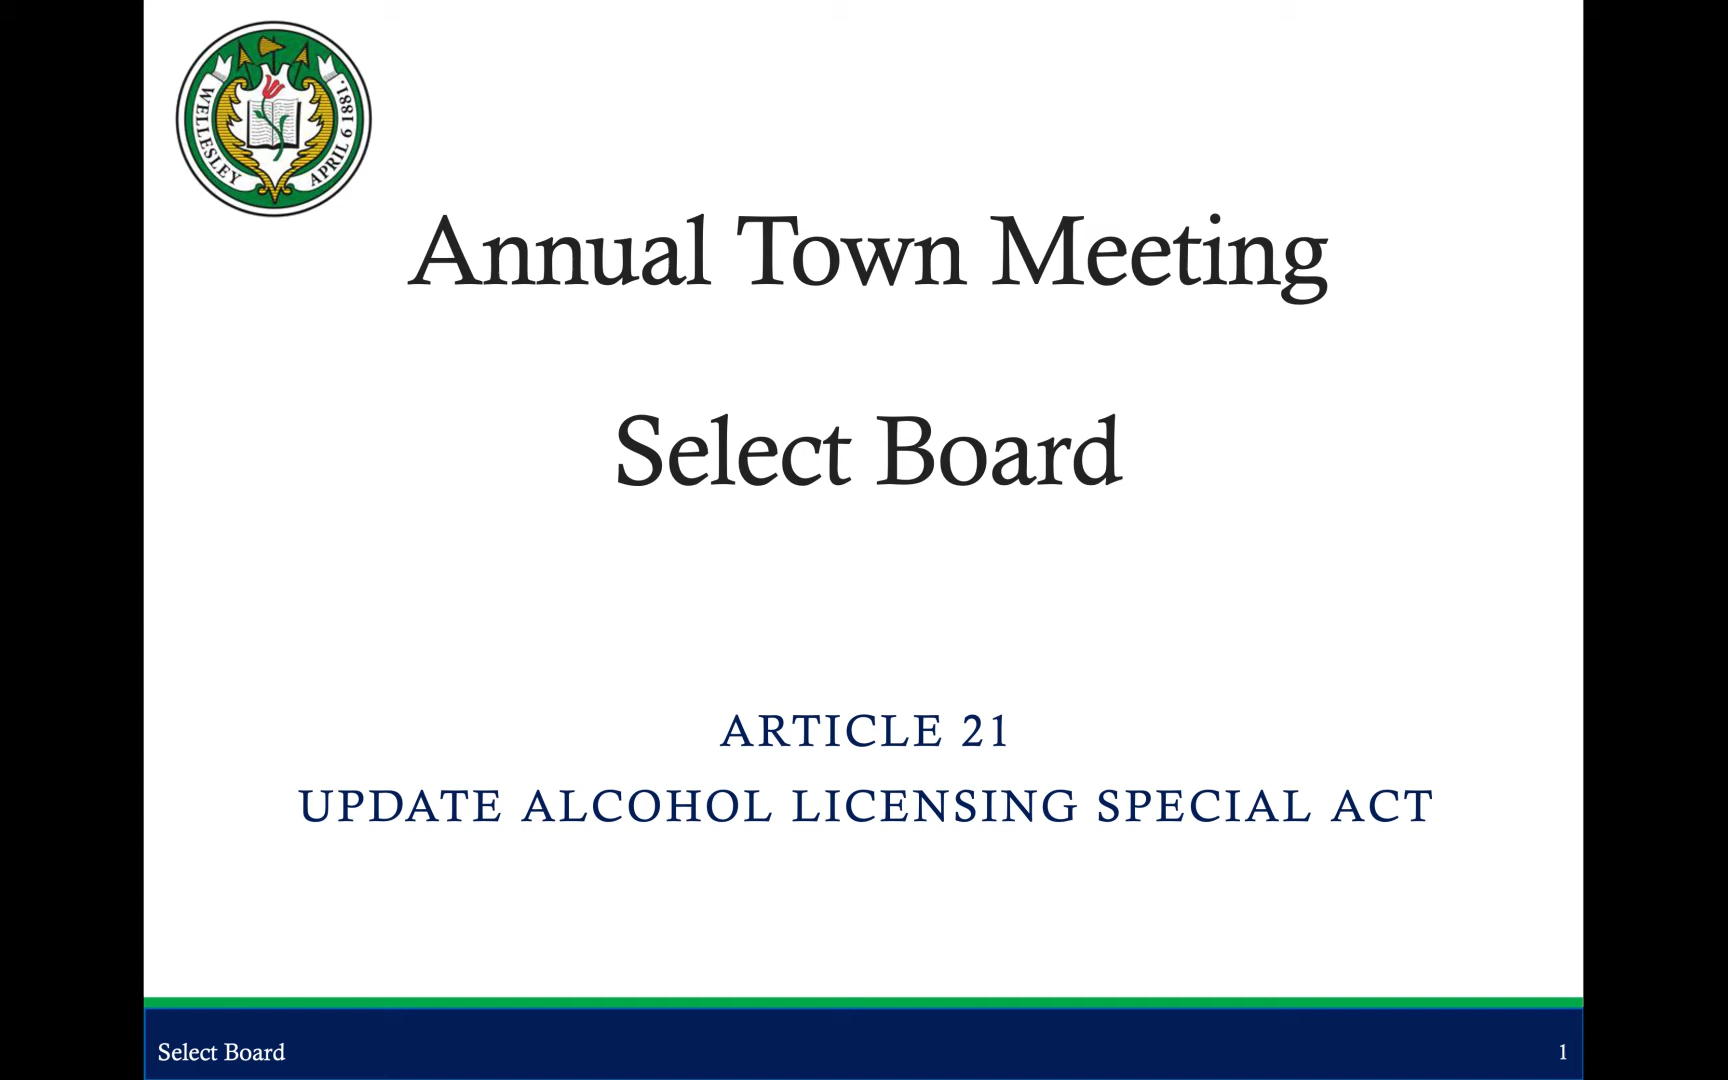 WELLESLEY APRIL 6 1881.
Annual Town Meeting
Select Board
ARTICLE 21
UPDATE ALCOHOL LICENSING SPECIAL ACT
Select Board
1